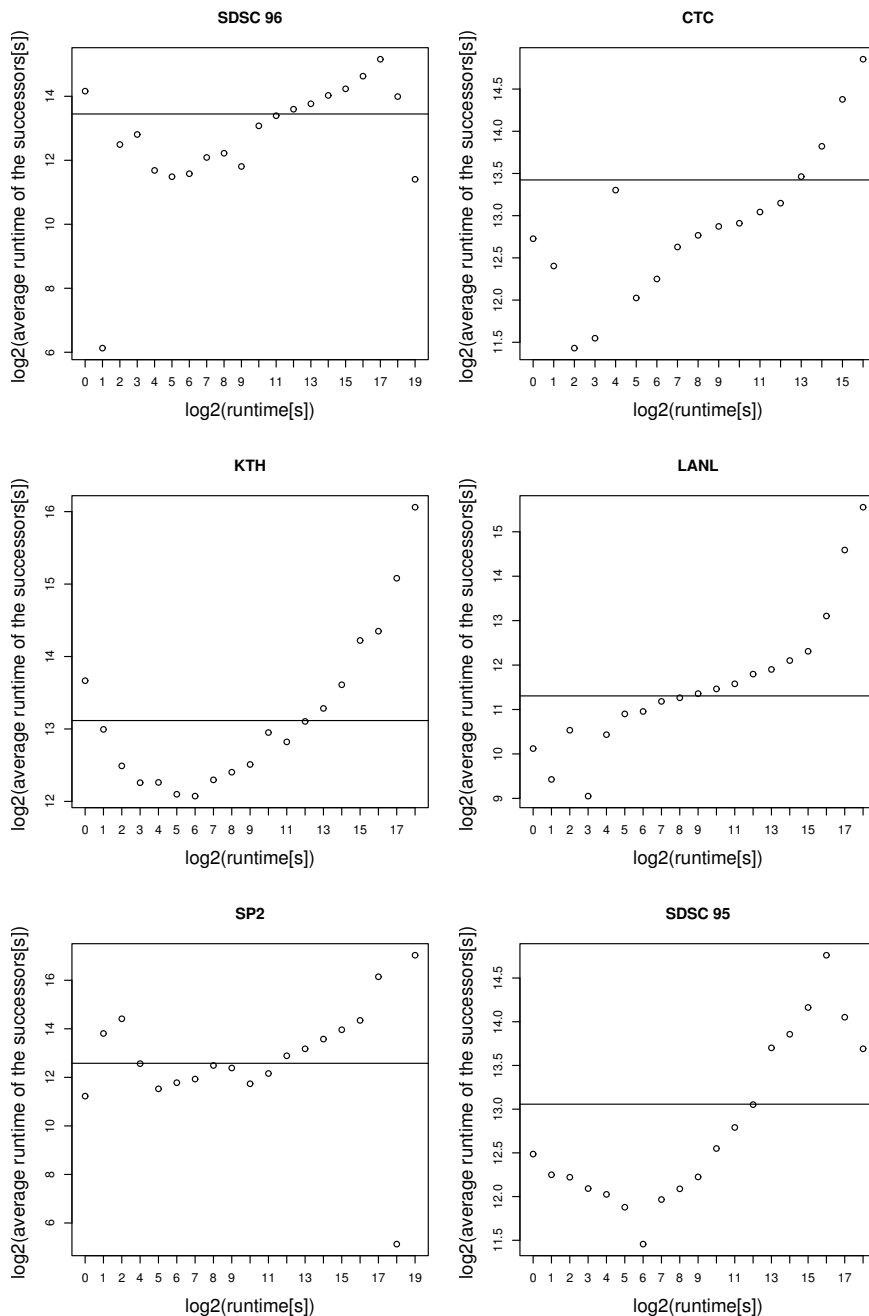 SDSC 96
log2(average runtime of the successors[s])
14
12
10
8
6
0 1 2 3 4 5 6 7 8 9 11 13 15 17 19
log2(runtime[s])
CTC
log2(average runtime of the successors[s])
14.5
14.0
13.5
13.0
12.5
12.0
11.5
0 1 2 3 4 5 6 7 8 9 11 13 15
log2(runtime[s])
KTH
log2(average runtime of the successors[s])
16
15
14
13
12
0 1 2 3 4 5 6 7 8 9 11 13 15 17
log2(runtime[s])
LANL
log2(average runtime of the successors[s])
15
14
13
12
11
10
9
0 1 2 3 4 5 6 7 8 9 11 13 15 17
log2(runtime[s])
SP2
log2(average runtime of the successors[s])
16
14
12
10
8
6
0 1 2 4 5 6 7 8 9 11 13 15 17 19
log2(runtime[s])
SDSC 95
log2(average runtime of the successors[s])
14.5
14.0
13.5
13.0
12.5
12.0
11.5
0 1 2 3 4 5 6 7 8 9 11 13 15 17
log2(runtime[s])